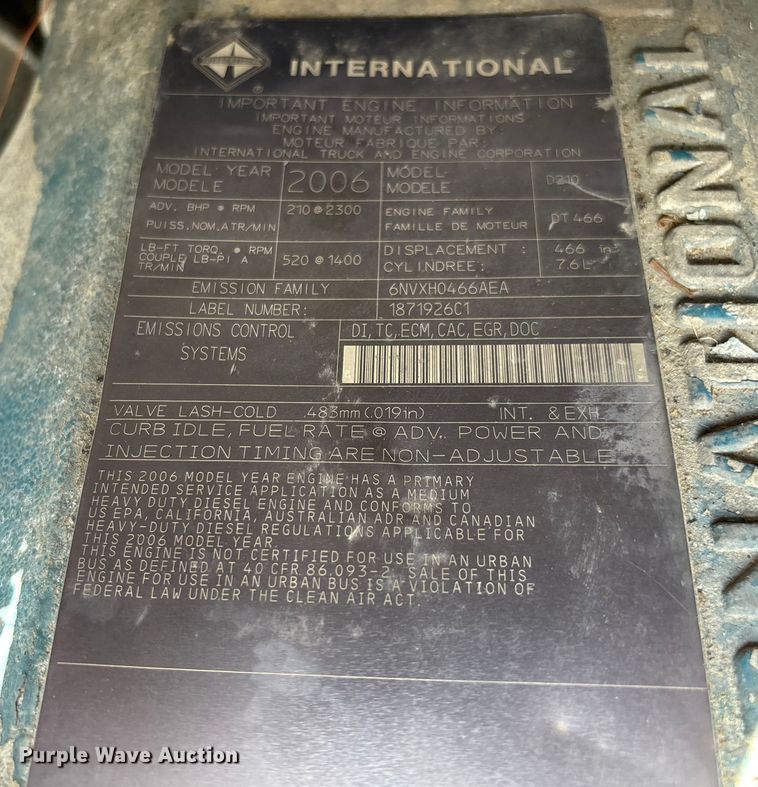 INTERNATIONAL®
IMPORTANT ENGINE INFORMATION
IMPORTANT MOTEUR INFORMATIONS
ENGINE MANUFACTURED BY:
MOTEUR FABRIQUE PAR:
INTERNATIONAL TRUCK AND ENGINE CORPORATION
MODEL YEAR 2006 MODEL D210
MODELE MODELE
ADV. BHP @ RPM 210 @ 2300 ENGINE FAMILY DT 466
PUISS.NOM.ATR/MIN FAMILLE DE MOTEUR
LB-FT TORQ. @ RPM 520 @ 1400 DISPLACEMENT : 466 in³
COUPLE LB-PI A CYLINDREE: 7.6L
TR/MIN
EMISSION FAMILY 6NVXH0466AEA
LABEL NUMBER: 1871926C1
EMISSIONS CONTROL DI,TC,ECM,CAC,EGR,DOC
SYSTEMS
VALVE LASH-COLD .483mm(.019in) INT. & EXH.
CURB IDLE, FUEL RATE @ ADV. POWER AND
INJECTION TIMING ARE NON-ADJUSTABLE
THIS 2006 MODEL YEAR ENGINE HAS A PRIMARY
INTENDED SERVICE APPLICATION AS A MEDIUM
HEAVY DUTY DIESEL ENGINE AND CONFORMS TO
US EPA, CALIFORNIA, AUSTRALIAN ADR AND CANADIAN
HEAVY-DUTY DIESEL REGULATIONS APPLICABLE FOR
THIS 2006 MODEL YEAR.
THIS ENGINE IS NOT CERTIFIED FOR USE IN AN URBAN
BUS AS DEFINED AT 40 CFR 86.093-2. SALE OF THIS
ENGINE FOR USE IN AN URBAN BUS IS A VIOLATION OF
FEDERAL LAW UNDER THE CLEAN AIR ACT.
NATIONAL
Purple Wave Auction